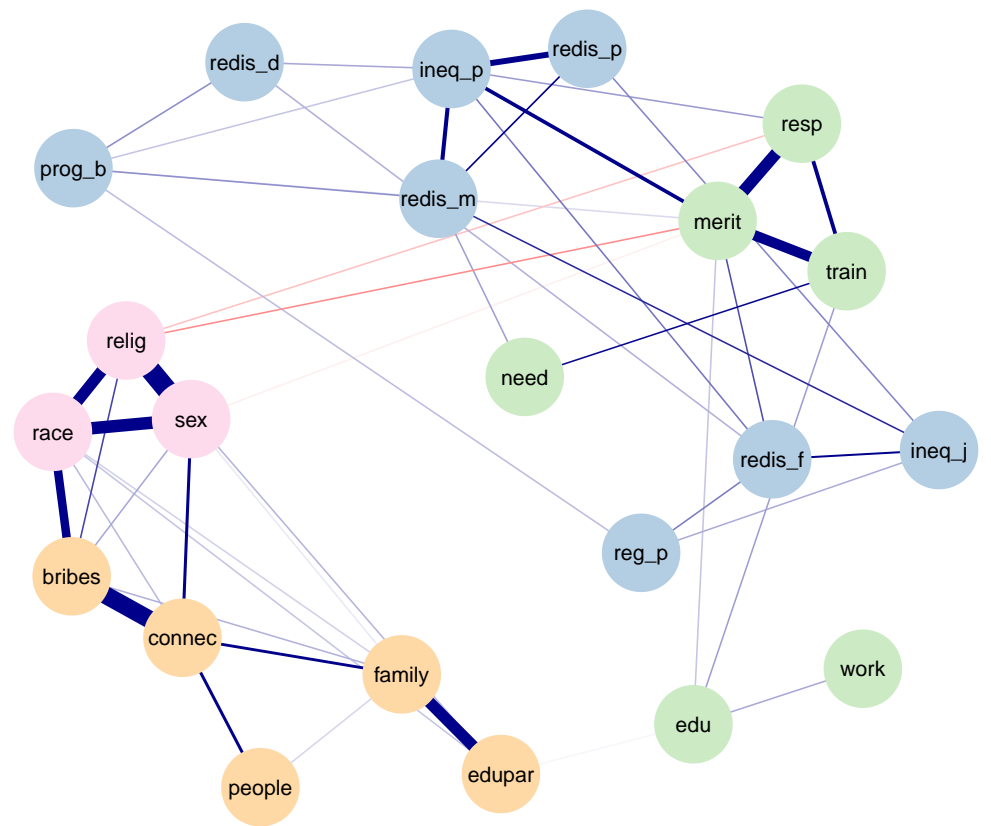 redis_d
ineq_p
redis_p
resp
prog_b
redis_m
merit
train
relig
need
sex
race
redis_f
ineq_j
reg_p
bribes
connec
family
work
edu
people
edupar